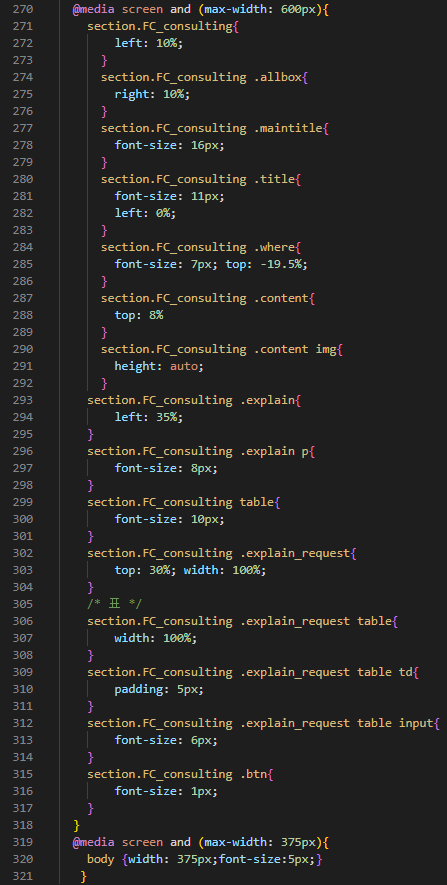 270 @media screen and (max-width: 600px){
271 section.FC_consulting{
272 left: 10%;
273 }
274 section.FC_consulting .allbox{
275 right: 10%;
276 }
277 section.FC_consulting .maintitle{
278 font-size: 16px;
279 }
280 section.FC_consulting .title{
281 font-size: 11px;
282 left: 0%;
283 }
284 section.FC_consulting .where{
285 font-size: 7px; top: -19.5%;
286 }
287 section.FC_consulting .content{
288 top: 8%
289 }
290 section.FC_consulting .content img{
291 height: auto;
292 }
293 section.FC_consulting .explain{
294 left: 35%;
295 }
296 section.FC_consulting .explain p{
297 font-size: 8px;
298 }
299 section.FC_consulting table{
300 font-size: 10px;
301 }
302 section.FC_consulting .explain_request{
303 top: 30%; width: 100%;
304 }
305 /* 표 */
306 section.FC_consulting .explain_request table{
307 width: 100%;
308 }
309 section.FC_consulting .explain_request table td{
310 padding: 5px;
311 }
312 section.FC_consulting .explain_request table input{
313 font-size: 6px;
314 }
315 section.FC_consulting .btn{
316 font-size: 1px;
317 }
318 }
319 @media screen and (max-width: 375px){
320 body {width: 375px;font-size:5px;}
321 }